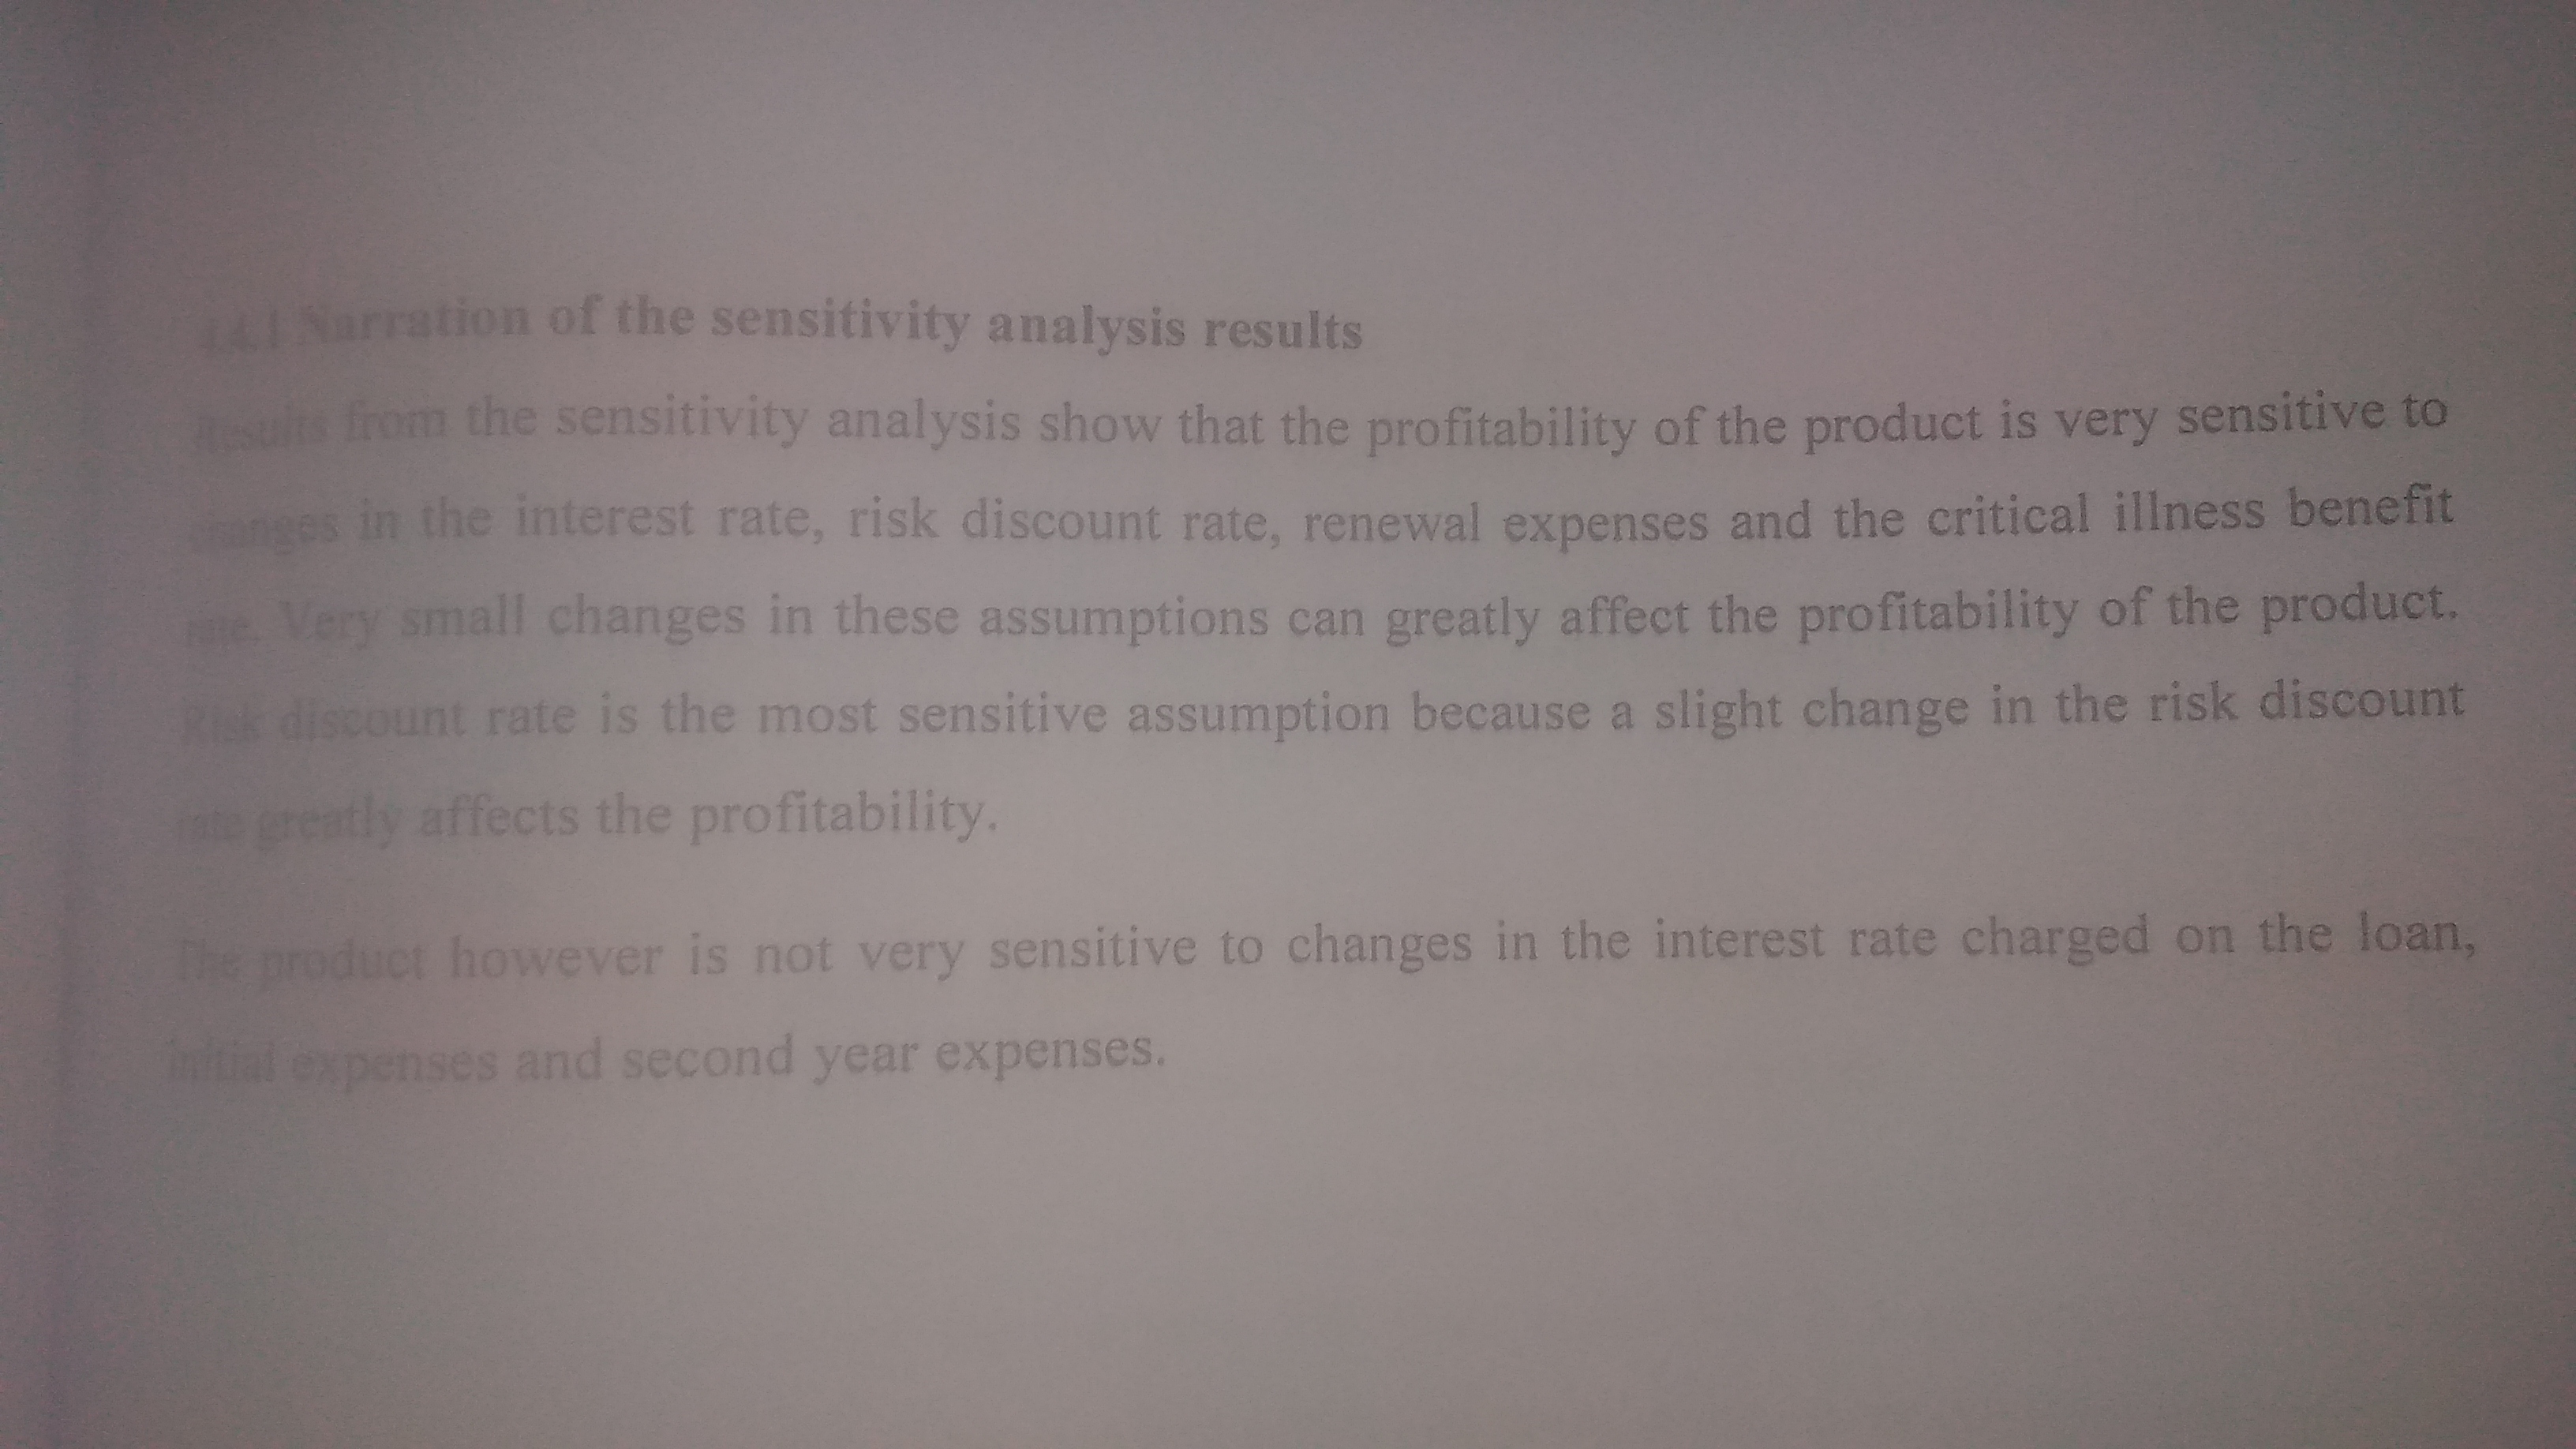 4.4.1 Narration of the sensitivity analysis results
Results from the sensitivity analysis show that the profitability of the product is very sensitive to
changes in the interest rate, risk discount rate, renewal expenses and the critical illness benefit
rate. Very small changes in these assumptions can greatly affect the profitability of the product.
Risk discount rate is the most sensitive assumption because a slight change in the risk discount
rate greatly affects the profitability.
The product however is not very sensitive to changes in the interest rate charged on the loan,
initial expenses and second year expenses.